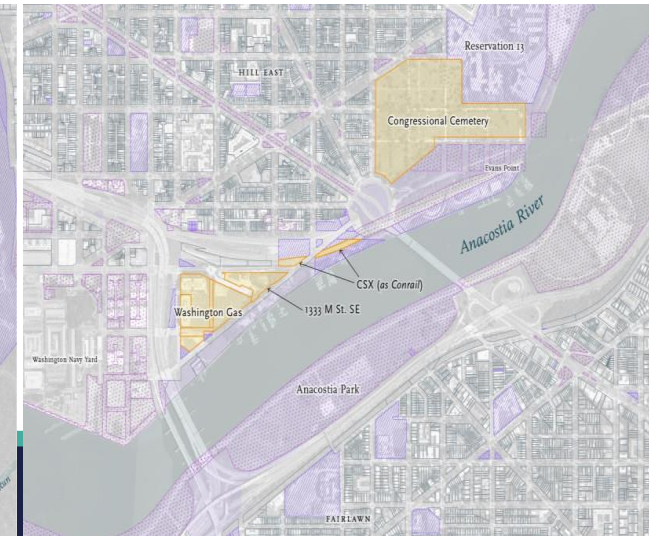 Reservation 13
HILL EAST
Congressional Cemetery
Evans Point
Anacostia River
CSX (as Conrail)
1333 M St. SE
Washington Gas
Washington Navy Yard
Anacostia Park
FAIRLAWN